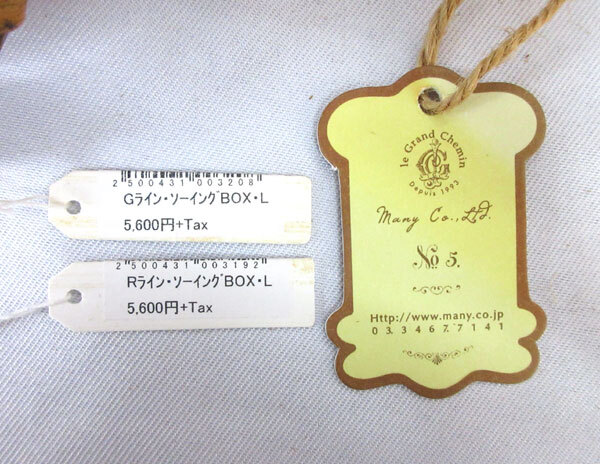 2 500431 003208
Gライン・ソーイングBOX・L
5,600円+Tax
2 500431 003192
Rライン・ソーイングBOX・L
5,600円+Tax
le Grand Chemin
Depuis 1993
Many Co.,Ltd.
No 5.
Http://www.many.co.jp
03.3467.7141